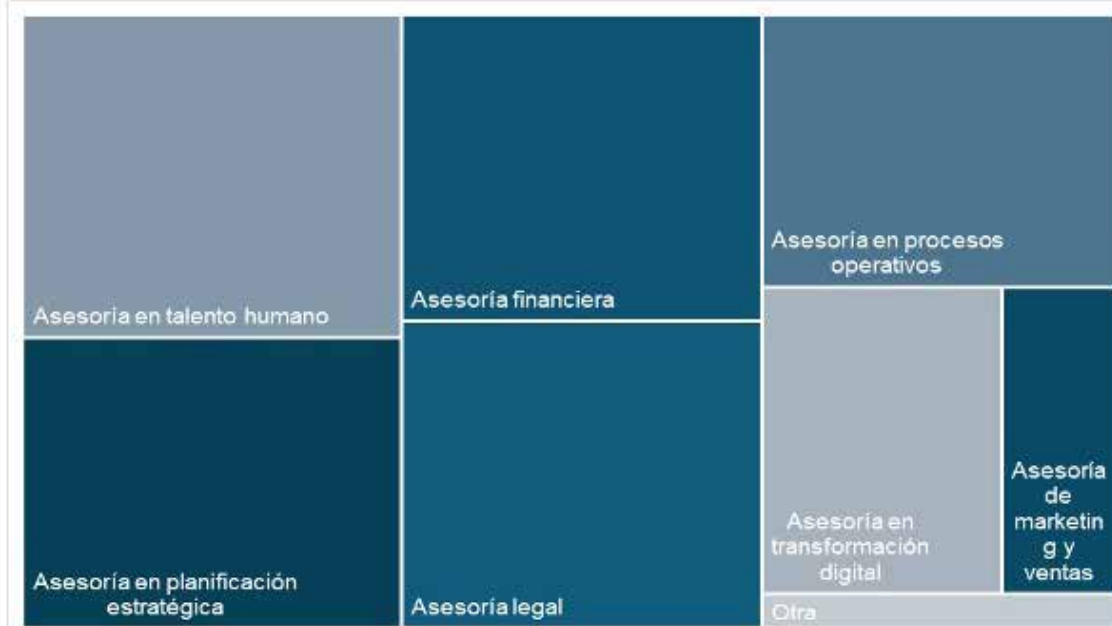 Asesoría en talento humano
Asesoría en planificación
estratégica
Asesoría financiera
Asesoría legal
Asesoría en procesos
operativos
Asesoría en
transformación
digital
Asesoría
de
marketin
g y
ventas
Otra